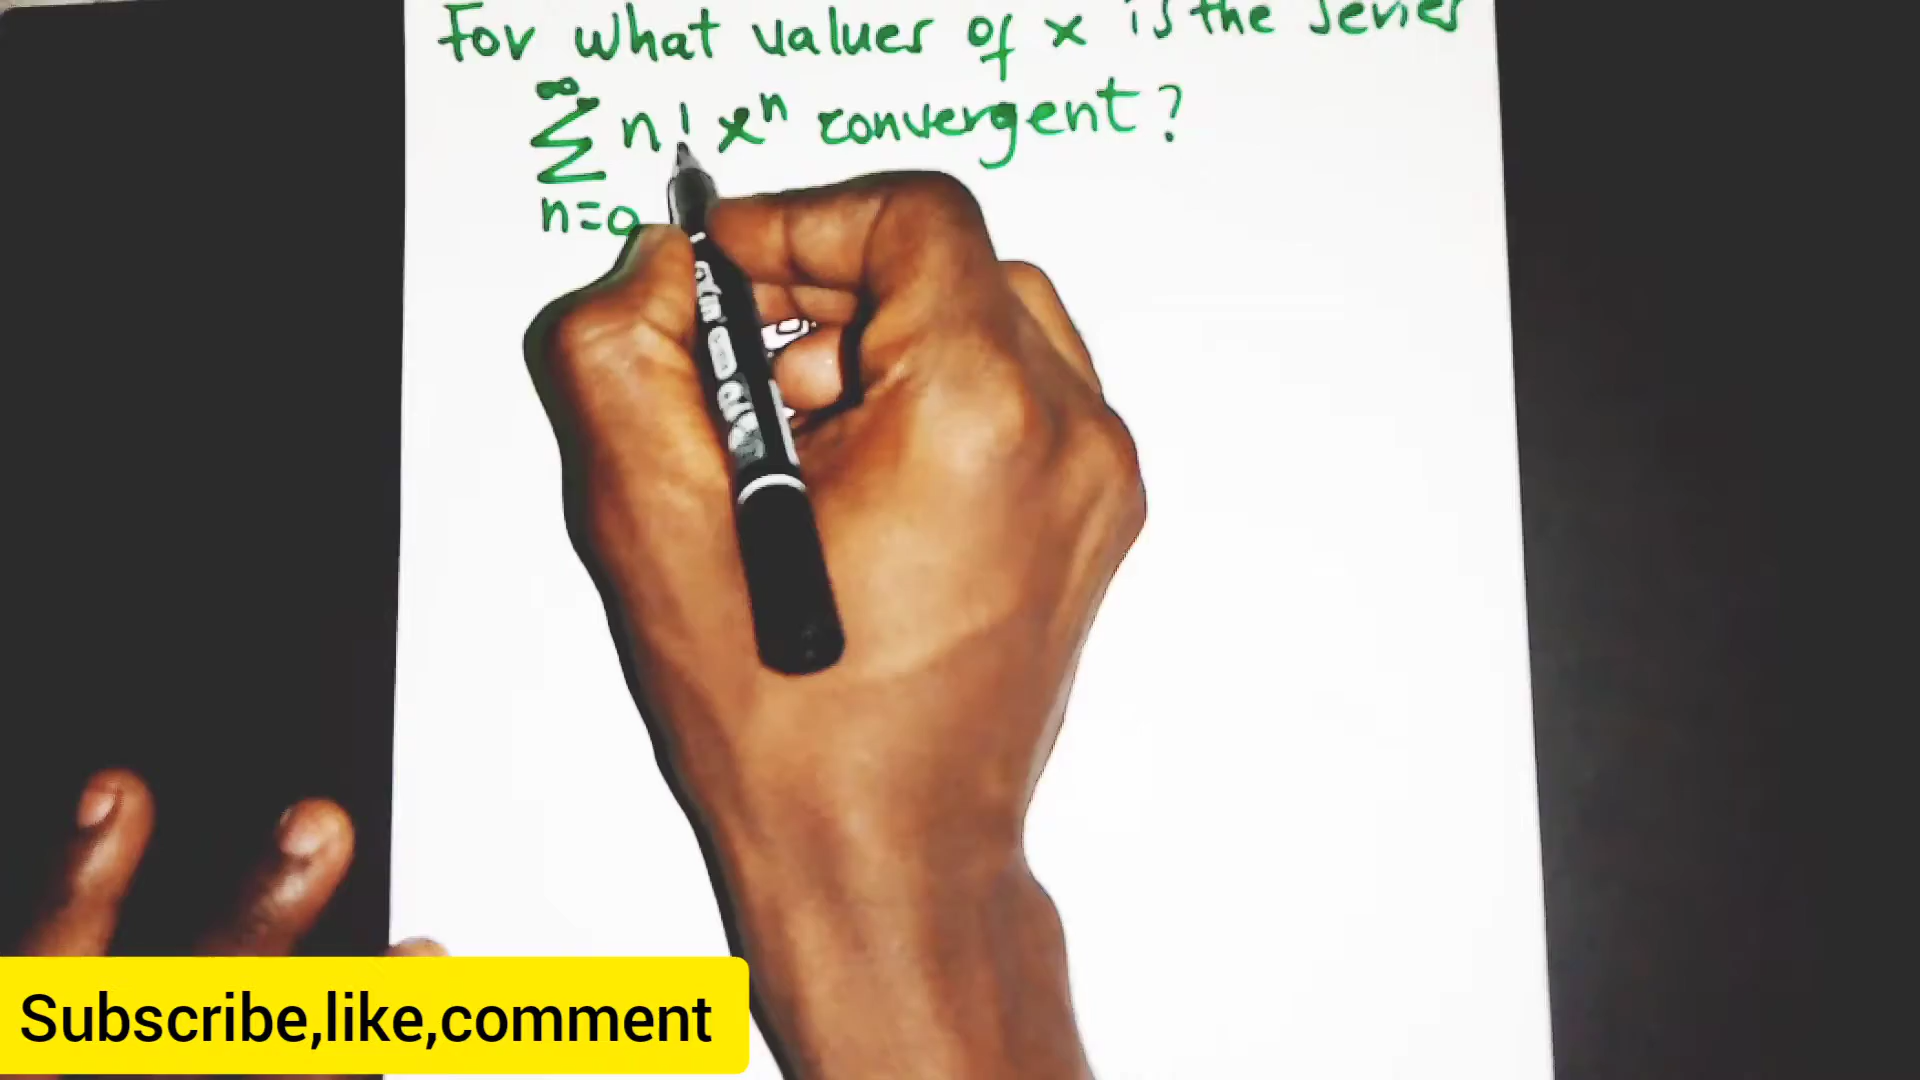 For what values of x is the series
∞
∑ n! xⁿ convergent?
n=0
Subscribe,like,comment